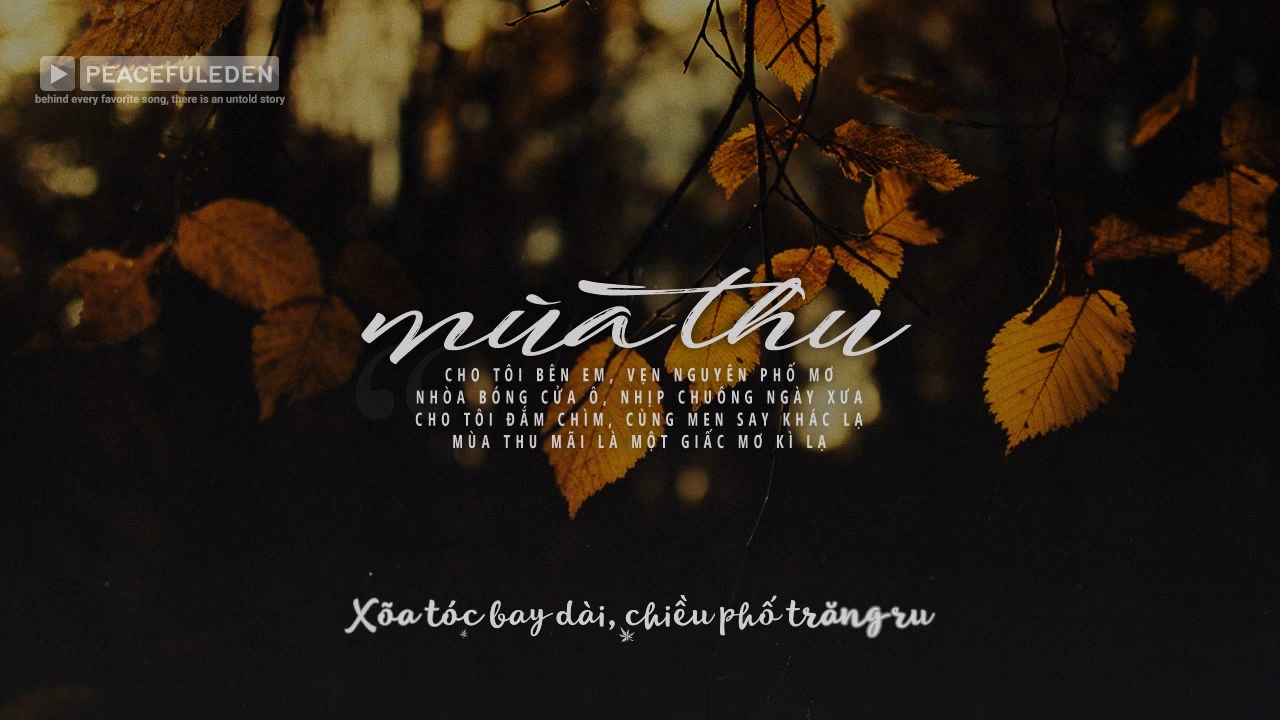 PEACEFULEDEN
behind every favorite song, there is an untold story
mùa thu
CHO TÔI BÊN EM, VẸN NGUYÊN PHỐ MƠ
NHÒA BÓNG CỬA Ô, NHỊP CHUÔNG NGÀY XƯA
CHO TÔI ĐẮM CHÌM, CÙNG MEN SAY KHÁC LẠ
MÙA THU MÃI LÀ MỘT GIẤC MƠ KÌ LẠ
Xõa tóc bay dài, chiều phố trăng ru